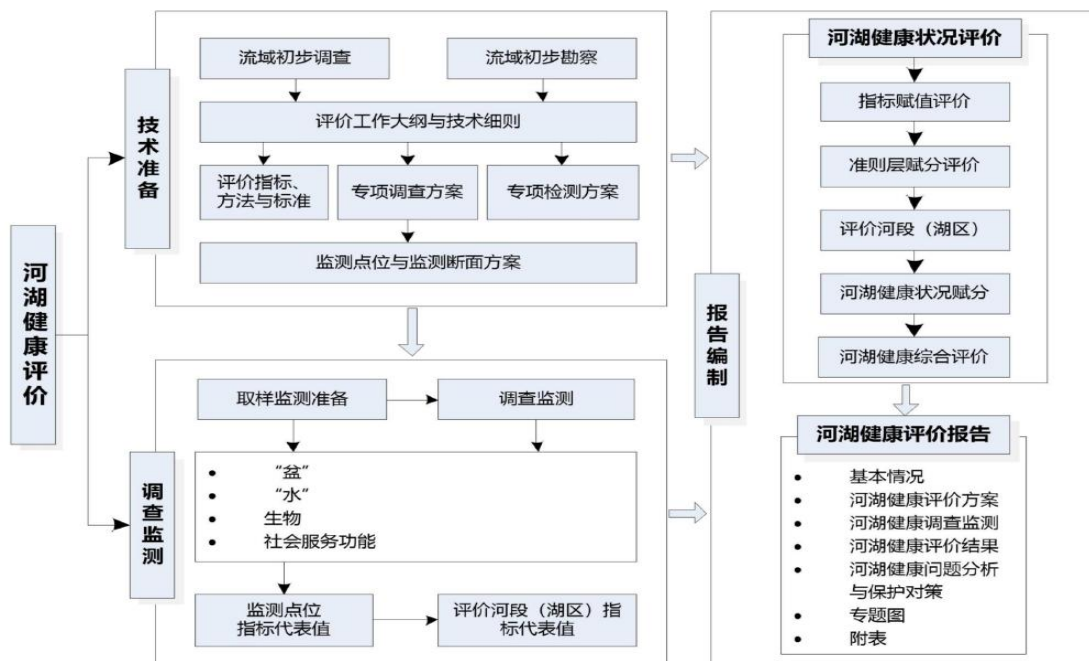 河湖健康评价
技术准备
流域初步调查
流域初步勘察
评价工作大纲与技术细则
评价指标、
方法与标准
专项调查方案
专项检测方案
监测点位与监测断面方案
调查监测
取样监测准备
调查监测
“盆”
“水”
生物
社会服务功能
监测点位
指标代表值
评价河段（湖区）指
标代表值
报告编制
河湖健康状况评价
指标赋值评价
准则层赋分评价
评价河段（湖区）
河湖健康状况赋分
河湖健康综合评价
河湖健康评价报告
基本情况
河湖健康评价方案
河湖健康调查监测
河湖健康评价结果
河湖健康问题分析
与保护对策
专题图
附表